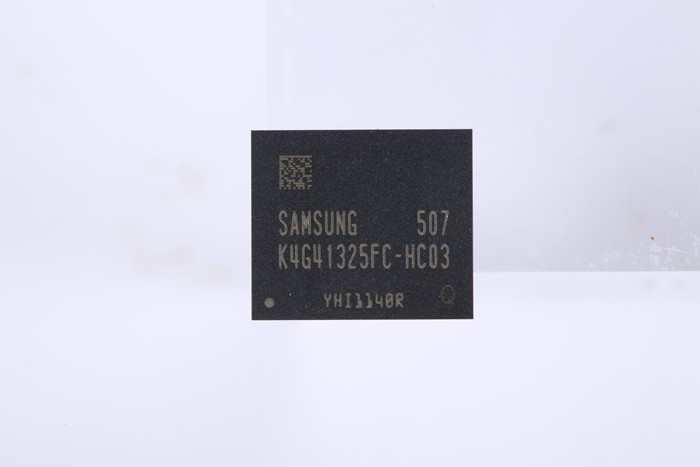 SAMSUNG 507
K4G41325FC-HC03
YHI1140R Q